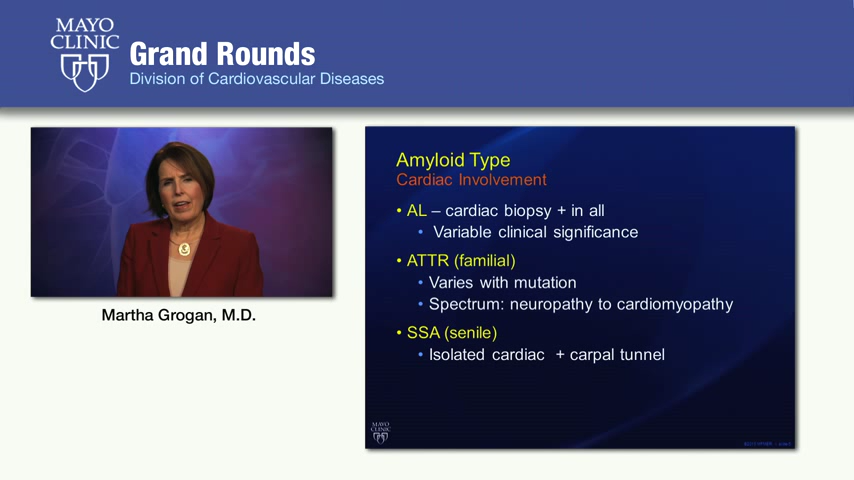 MAYO
CLINIC
Grand Rounds
Division of Cardiovascular Diseases
Martha Grogan, M.D.
Amyloid Type
Cardiac Involvement
• AL – cardiac biopsy + in all
• Variable clinical significance
• ATTR (familial)
• Varies with mutation
• Spectrum: neuropathy to cardiomyopathy
• SSA (senile)
• Isolated cardiac + carpal tunnel
MAYO
CLINIC